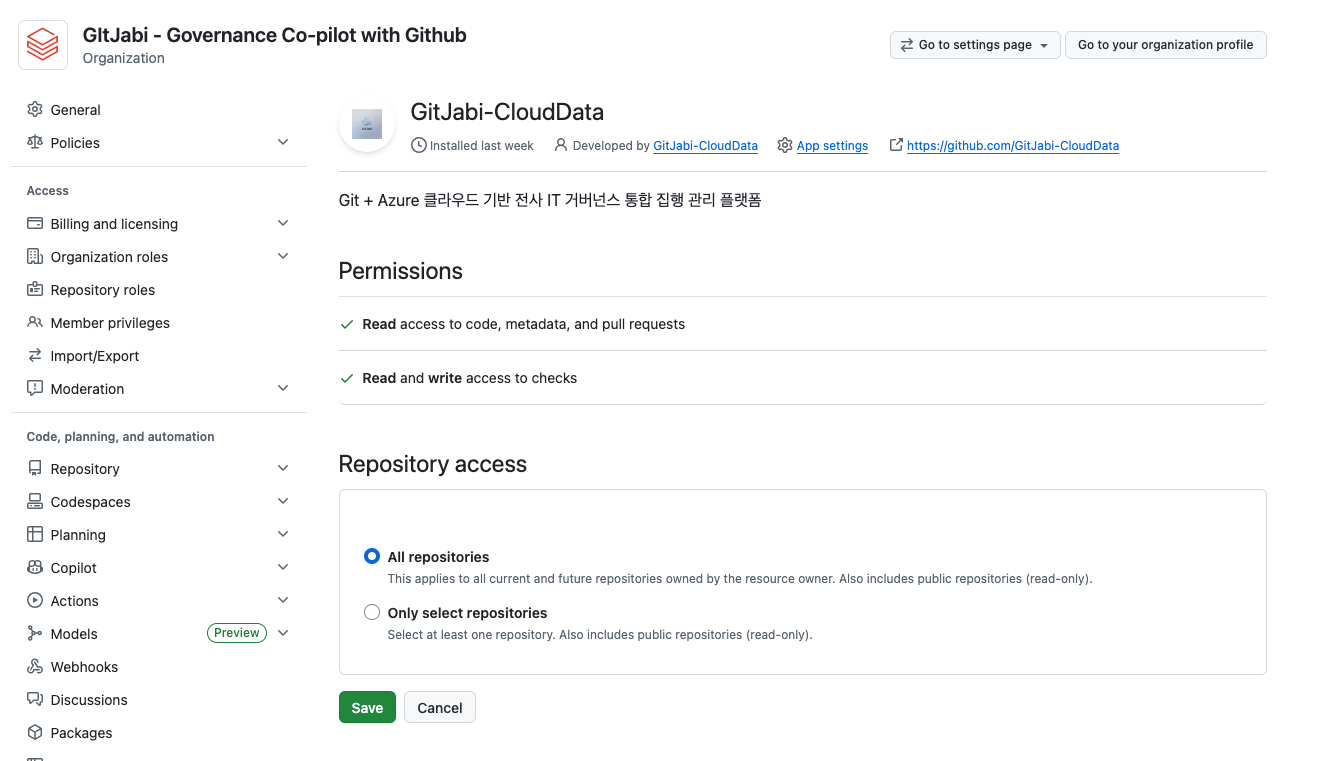 GItJabi - Governance Co-pilot with Github
Organization
Go to settings page
Go to your organization profile
General
Policies
Access
Billing and licensing
Organization roles
Repository roles
Member privileges
Import/Export
Moderation
Code, planning, and automation
Repository
Codespaces
Planning
Copilot
Actions
Models Preview
Webhooks
Discussions
Packages
GitJabi-CloudData
Installed last week Developed by GitJabi-CloudData App settings https://github.com/GitJabi-CloudData
Git + Azure 클라우드 기반 전사 IT 거버넌스 통합 집행 관리 플랫폼
Permissions
Read access to code, metadata, and pull requests
Read and write access to checks
Repository access
All repositories
This applies to all current and future repositories owned by the resource owner. Also includes public repositories (read-only).
Only select repositories
Select at least one repository. Also includes public repositories (read-only).
Save
Cancel